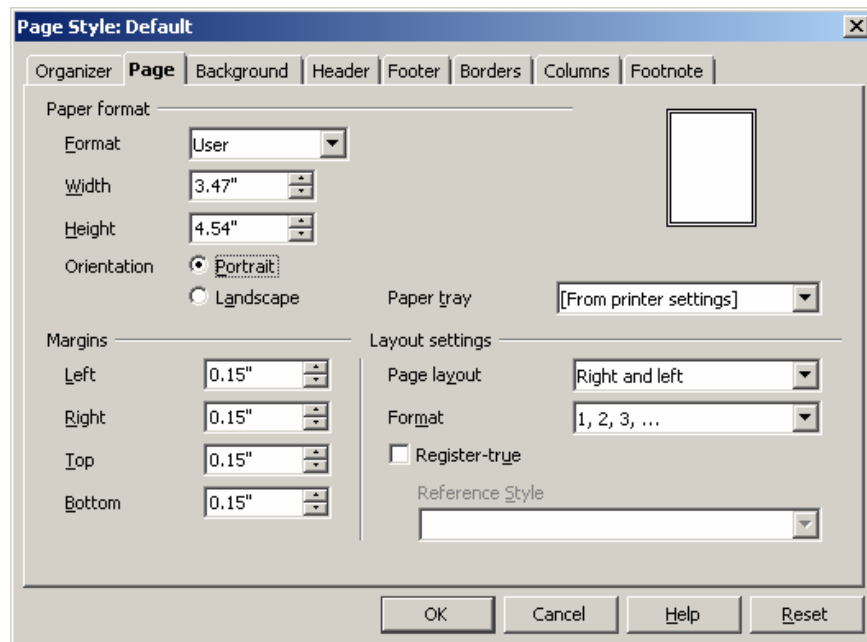 Page Style: Default
Organizer Page Background Header Footer Borders Columns Footnote
Paper format
Format User
Width 3.47"
Height 4.54"
Orientation Portrait
Landscape Paper tray [From printer settings]
Margins Layout settings
Left 0.15" Page layout Right and left
Right 0.15" Format 1, 2, 3, ...
Top 0.15" Register-true
Bottom 0.15" Reference Style
OK Cancel Help Reset